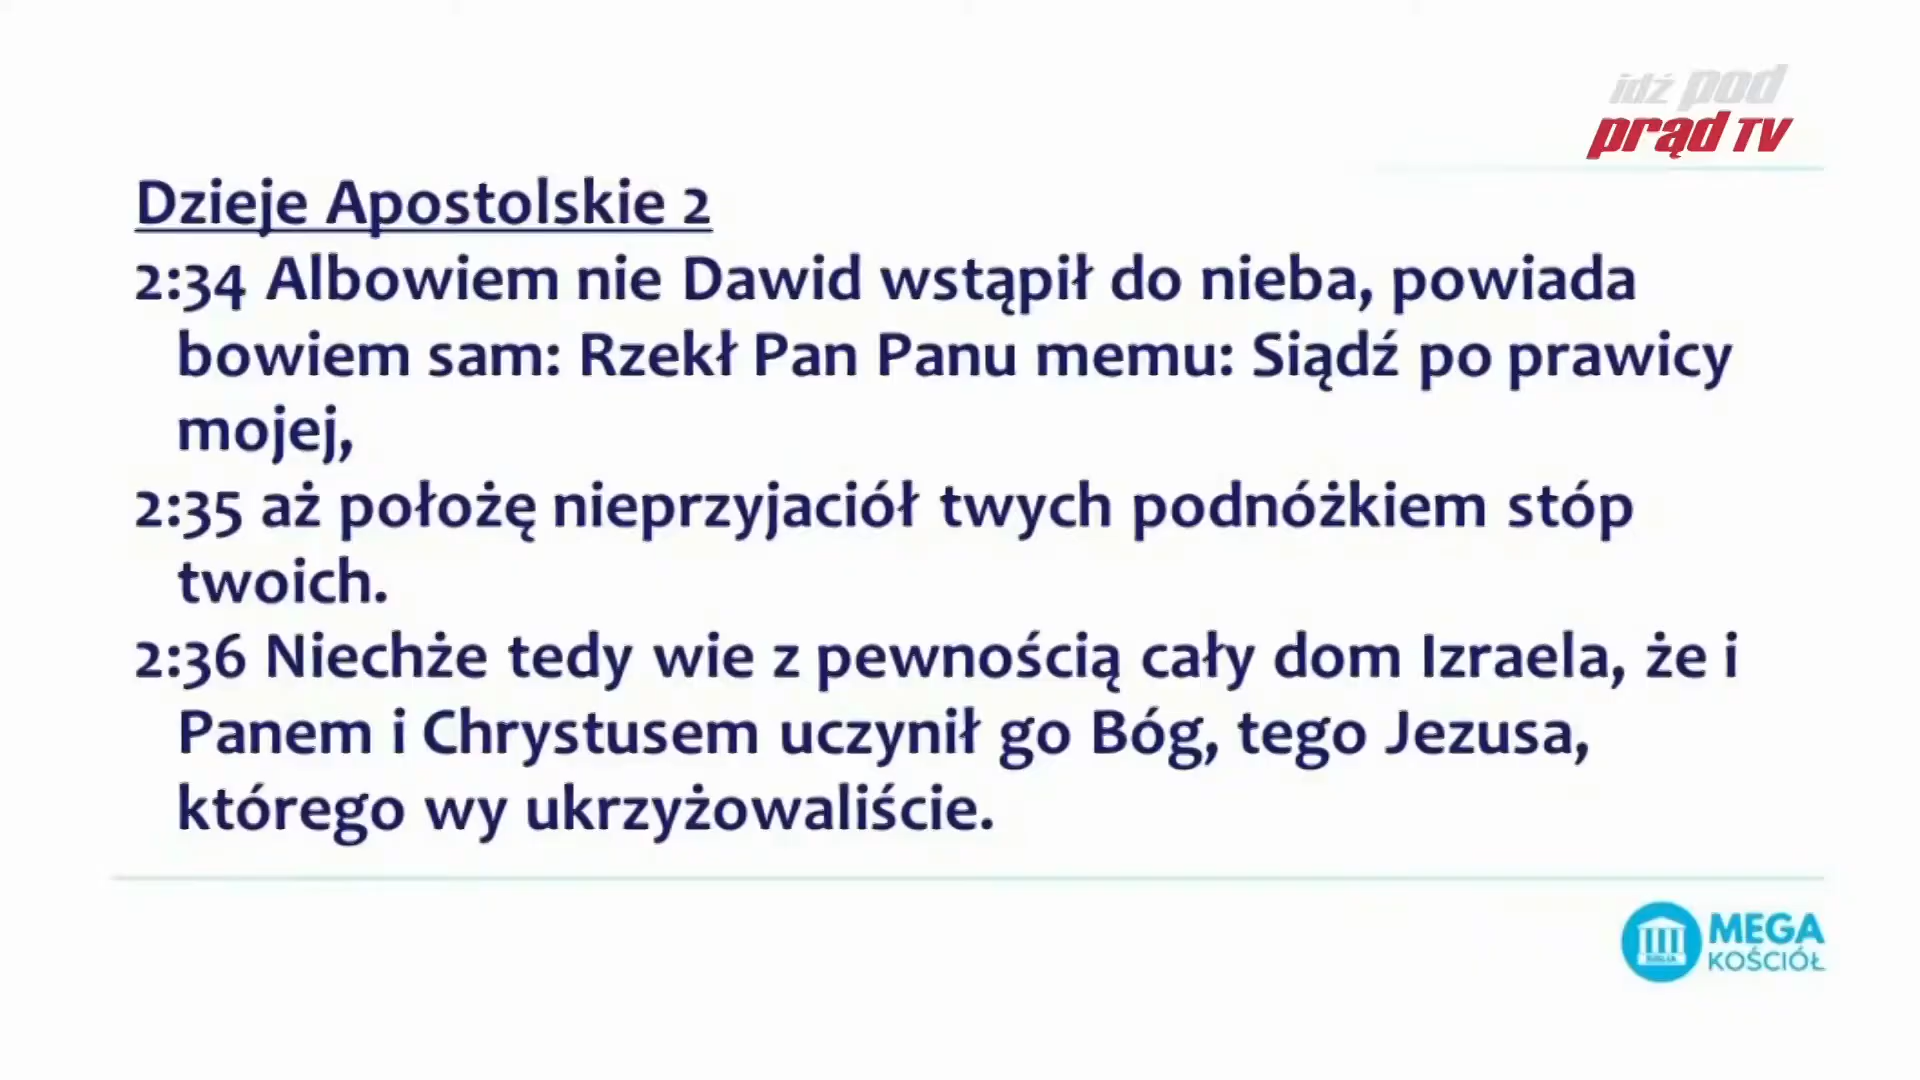 idź pod
prąd TV
Dzieje Apostolskie 2
2:34 Albowiem nie Dawid wstąpił do nieba, powiada
bowiem sam: Rzekł Pan Panu memu: Siądź po prawicy
mojej,
2:35 aż położę nieprzyjaciół twych podnóżkiem stóp
twoich.
2:36 Niechże tedy wie z pewnością cały dom Izraela, że i
Panem i Chrystusem uczynił go Bóg, tego Jezusa,
którego wy ukrzyżowaliście.
MEGA
KOŚCIÓŁ
BIBLIA